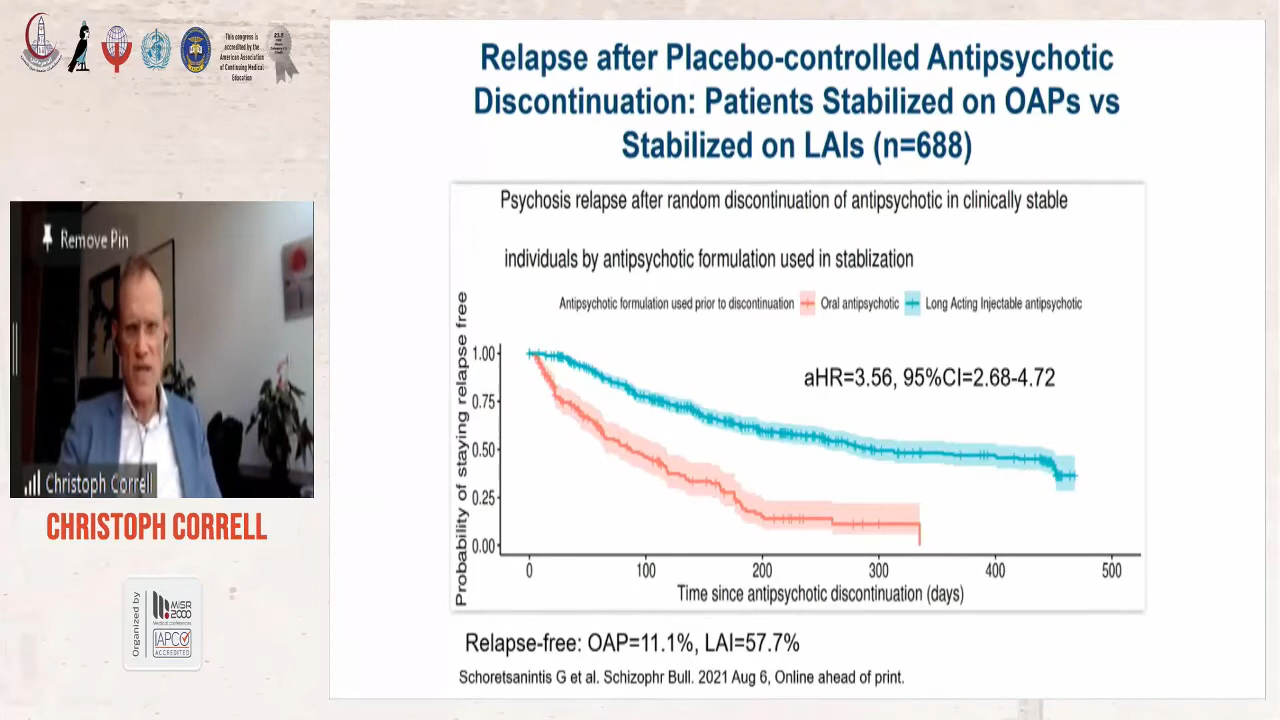 This congress is
accredited by the
American Association
of Continuing Medical
Education
Remove Pin
Christoph Correll
CHRISTOPH CORRELL
Organized by
MiSR
2000
Medical conferences
IAPCO
ACCREDITED
Relapse after Placebo-controlled Antipsychotic
Discontinuation: Patients Stabilized on OAPs vs
Stabilized on LAIs (n=688)
Psychosis relapse after random discontinuation of antipsychotic in clinically stable
individuals by antipsychotic formulation used in stablization
Antipsychotic formulation used prior to discontinuation Oral antipsychotic Long Acting Injectable antipsychotic
Probability of staying relapse free
1.00
0.75
0.50
0.25
0.00
aHR=3.56, 95%CI=2.68-4.72
0 100 200 300 400 500
Time since antipsychotic discontinuation (days)
Relapse-free: OAP=11.1%, LAI=57.7%
Schoretsanintis G et al. Schizophr Bull. 2021 Aug 6, Online ahead of print.